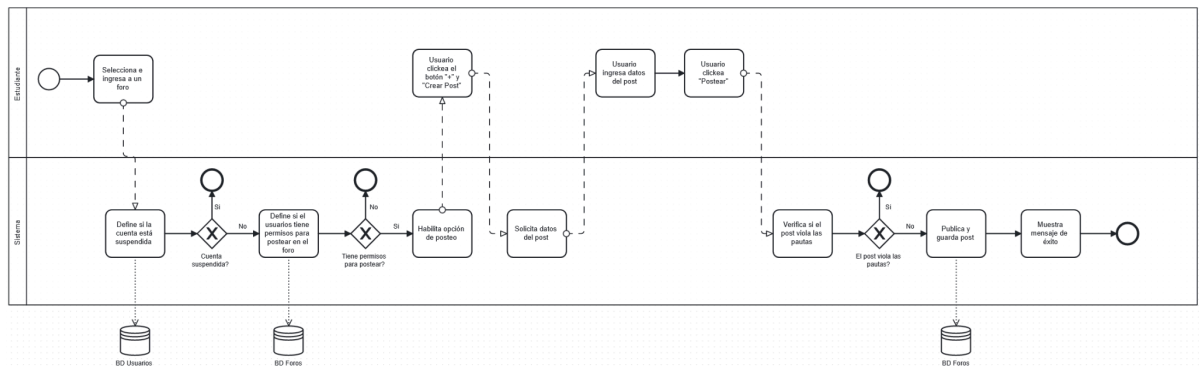 Estudiante
Selecciona e
ingresa a un
foro
Usuario
clickea el
botón "+" y
"Crear Post"
Usuario
ingresa datos
del post
Usuario
clickea
"Postear"
Sistema
Define si la
cuenta está
suspendida
Si
No
Cuenta
suspendida?
Define si el
usuarios tiene
permisos para
postear en el
foro
No
Si
Tiene permisos
para postear?
Habilita opción
de posteo
Solicita datos
del post
Verifica si el
post viola las
pautas
Si
No
El post viola las
pautas?
Publica y
guarda post
Muestra
mensaje de
éxito
BD Usuarios
BD Foros
BD Foros